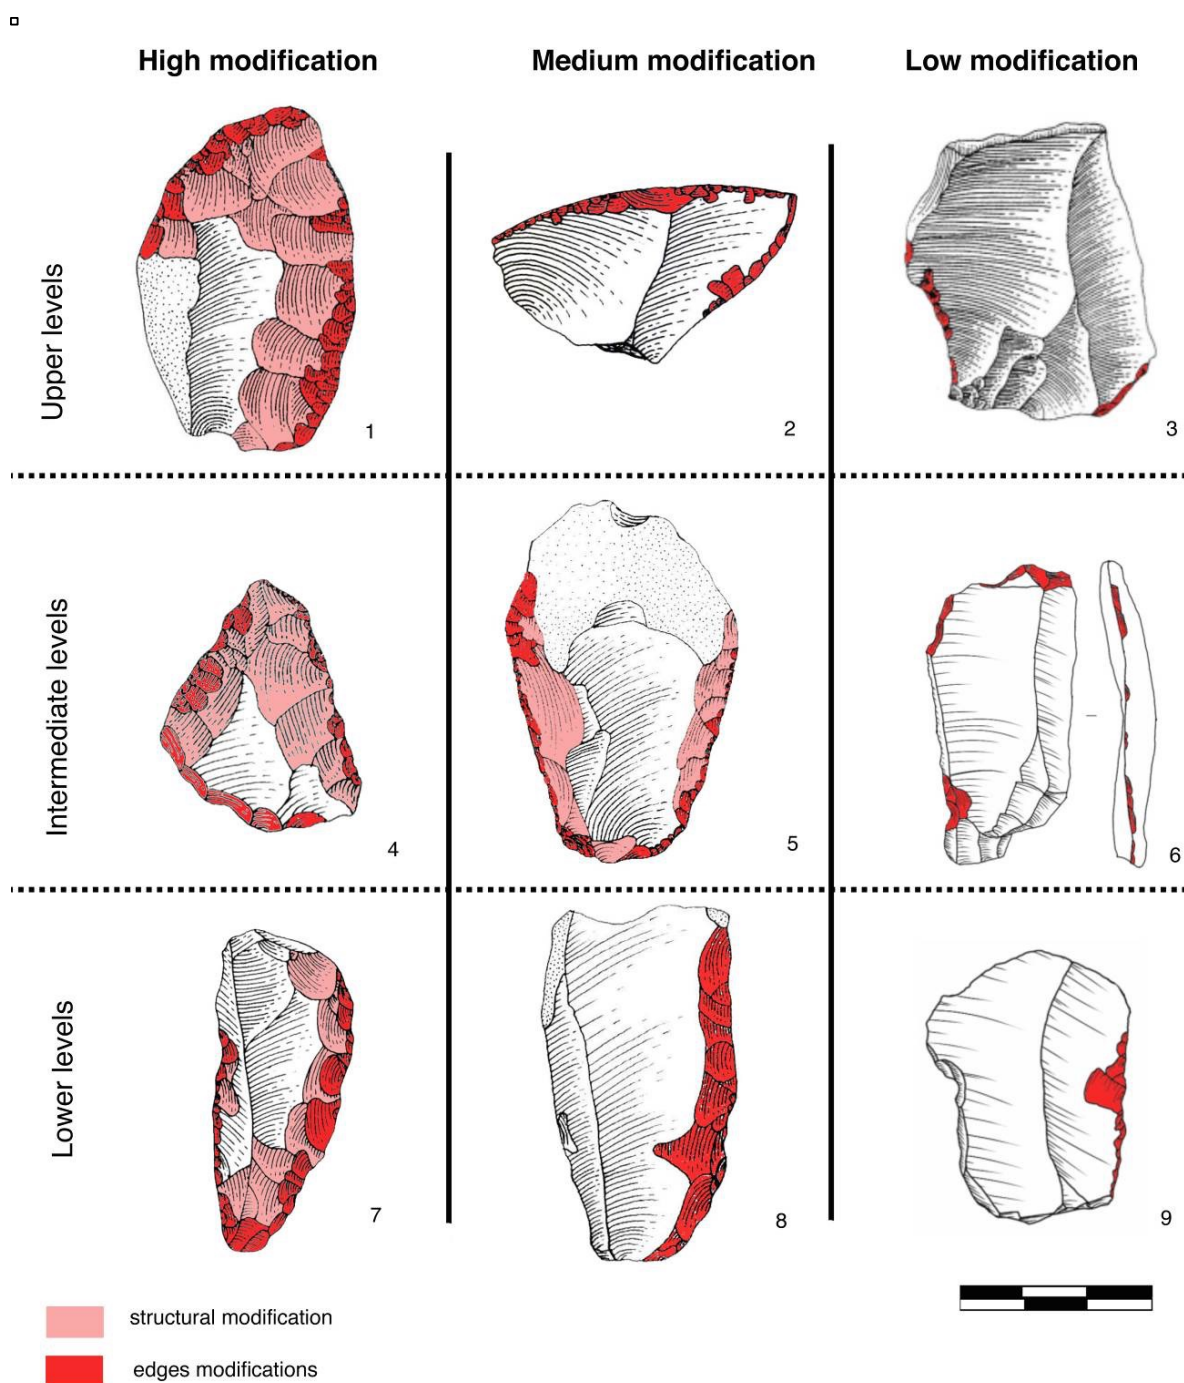 High modification
Medium modification
Low modification
Upper levels
1
2
3
Intermediate levels
4
5
6
Lower levels
7
8
9
structural modification
edges modifications